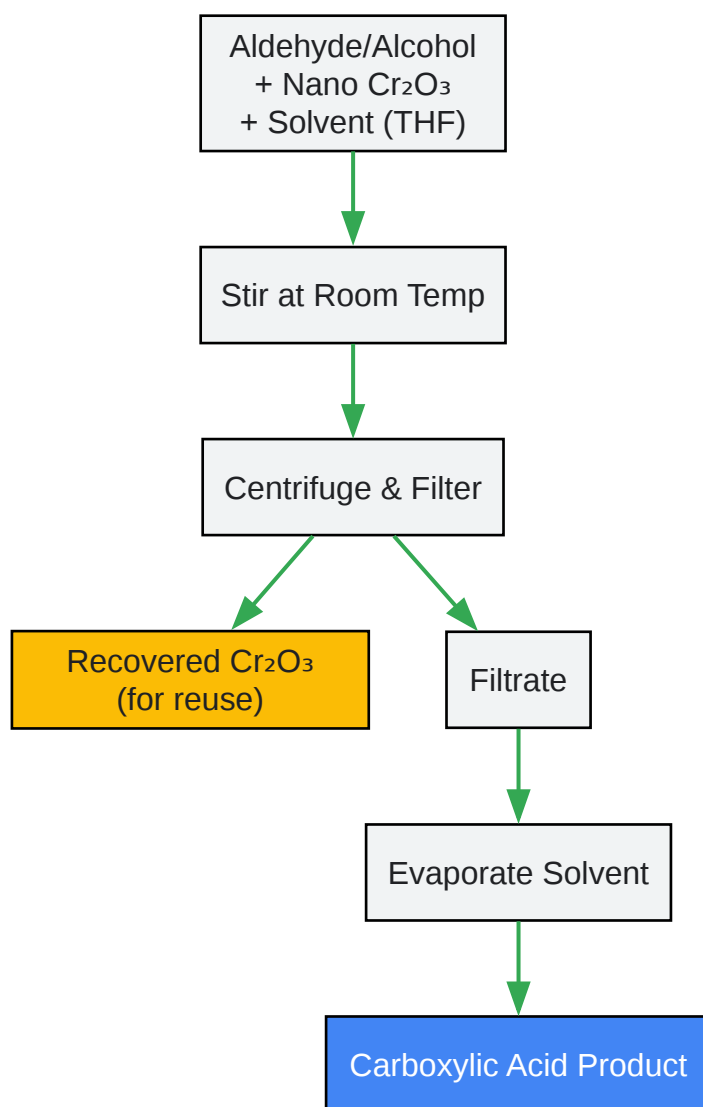 Aldehyde/Alcohol
+ Nano Cr₂O₃
+ Solvent (THF)
Stir at Room Temp
Centrifuge & Filter
Recovered Cr₂O₃
(for reuse)
Filtrate
Evaporate Solvent
Carboxylic Acid Product